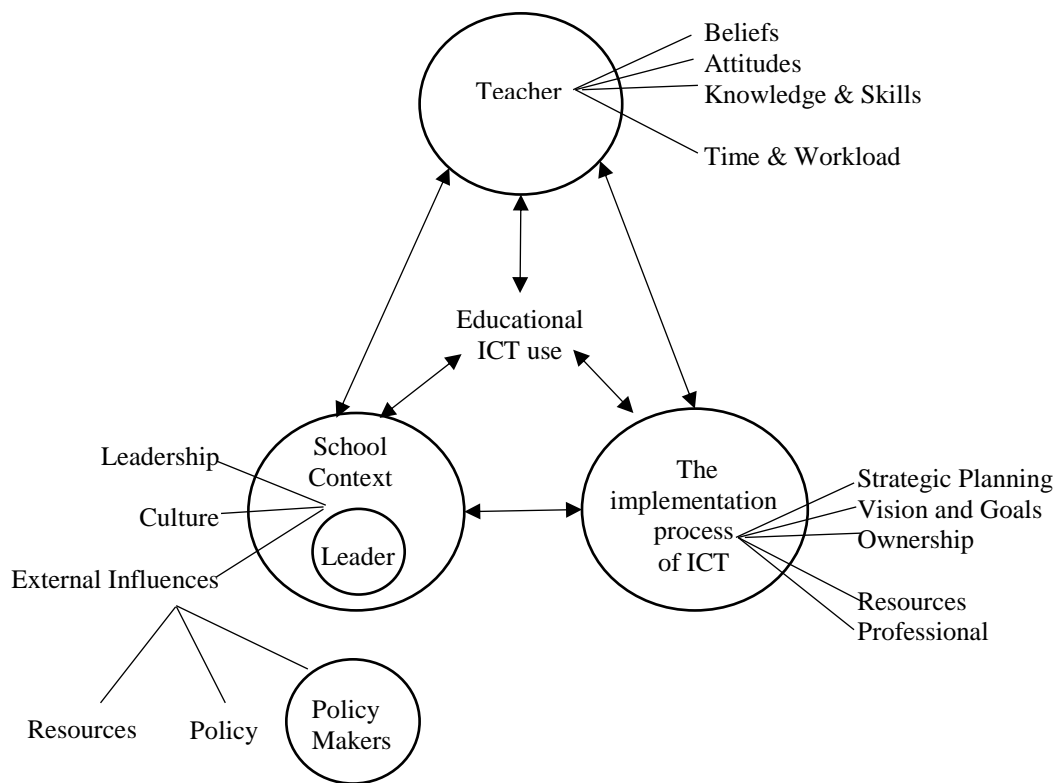 Teacher
Beliefs
Attitudes
Knowledge & Skills
Time & Workload
Educational
ICT use
School
Context
Leader
Leadership
Culture
External Influences
Resources
Policy
Policy
Makers
The
implementation
process
of ICT
Strategic Planning
Vision and Goals
Ownership
Resources
Professional